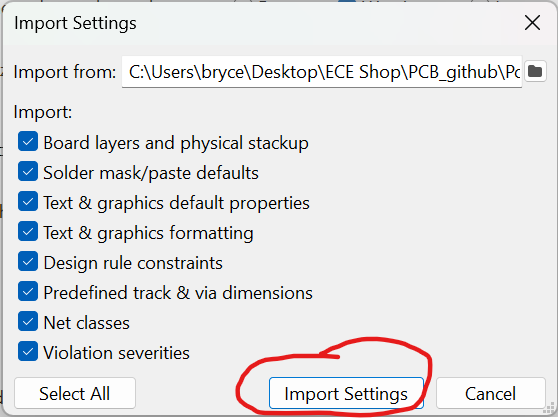 Import Settings
Import from: C:\Users\bryce\Desktop\ECE Shop\PCB_github\Po
Import:
Board layers and physical stackup
Solder mask/paste defaults
Text & graphics default properties
Text & graphics formatting
Design rule constraints
Predefined track & via dimensions
Net classes
Violation severities
Select All Import Settings Cancel